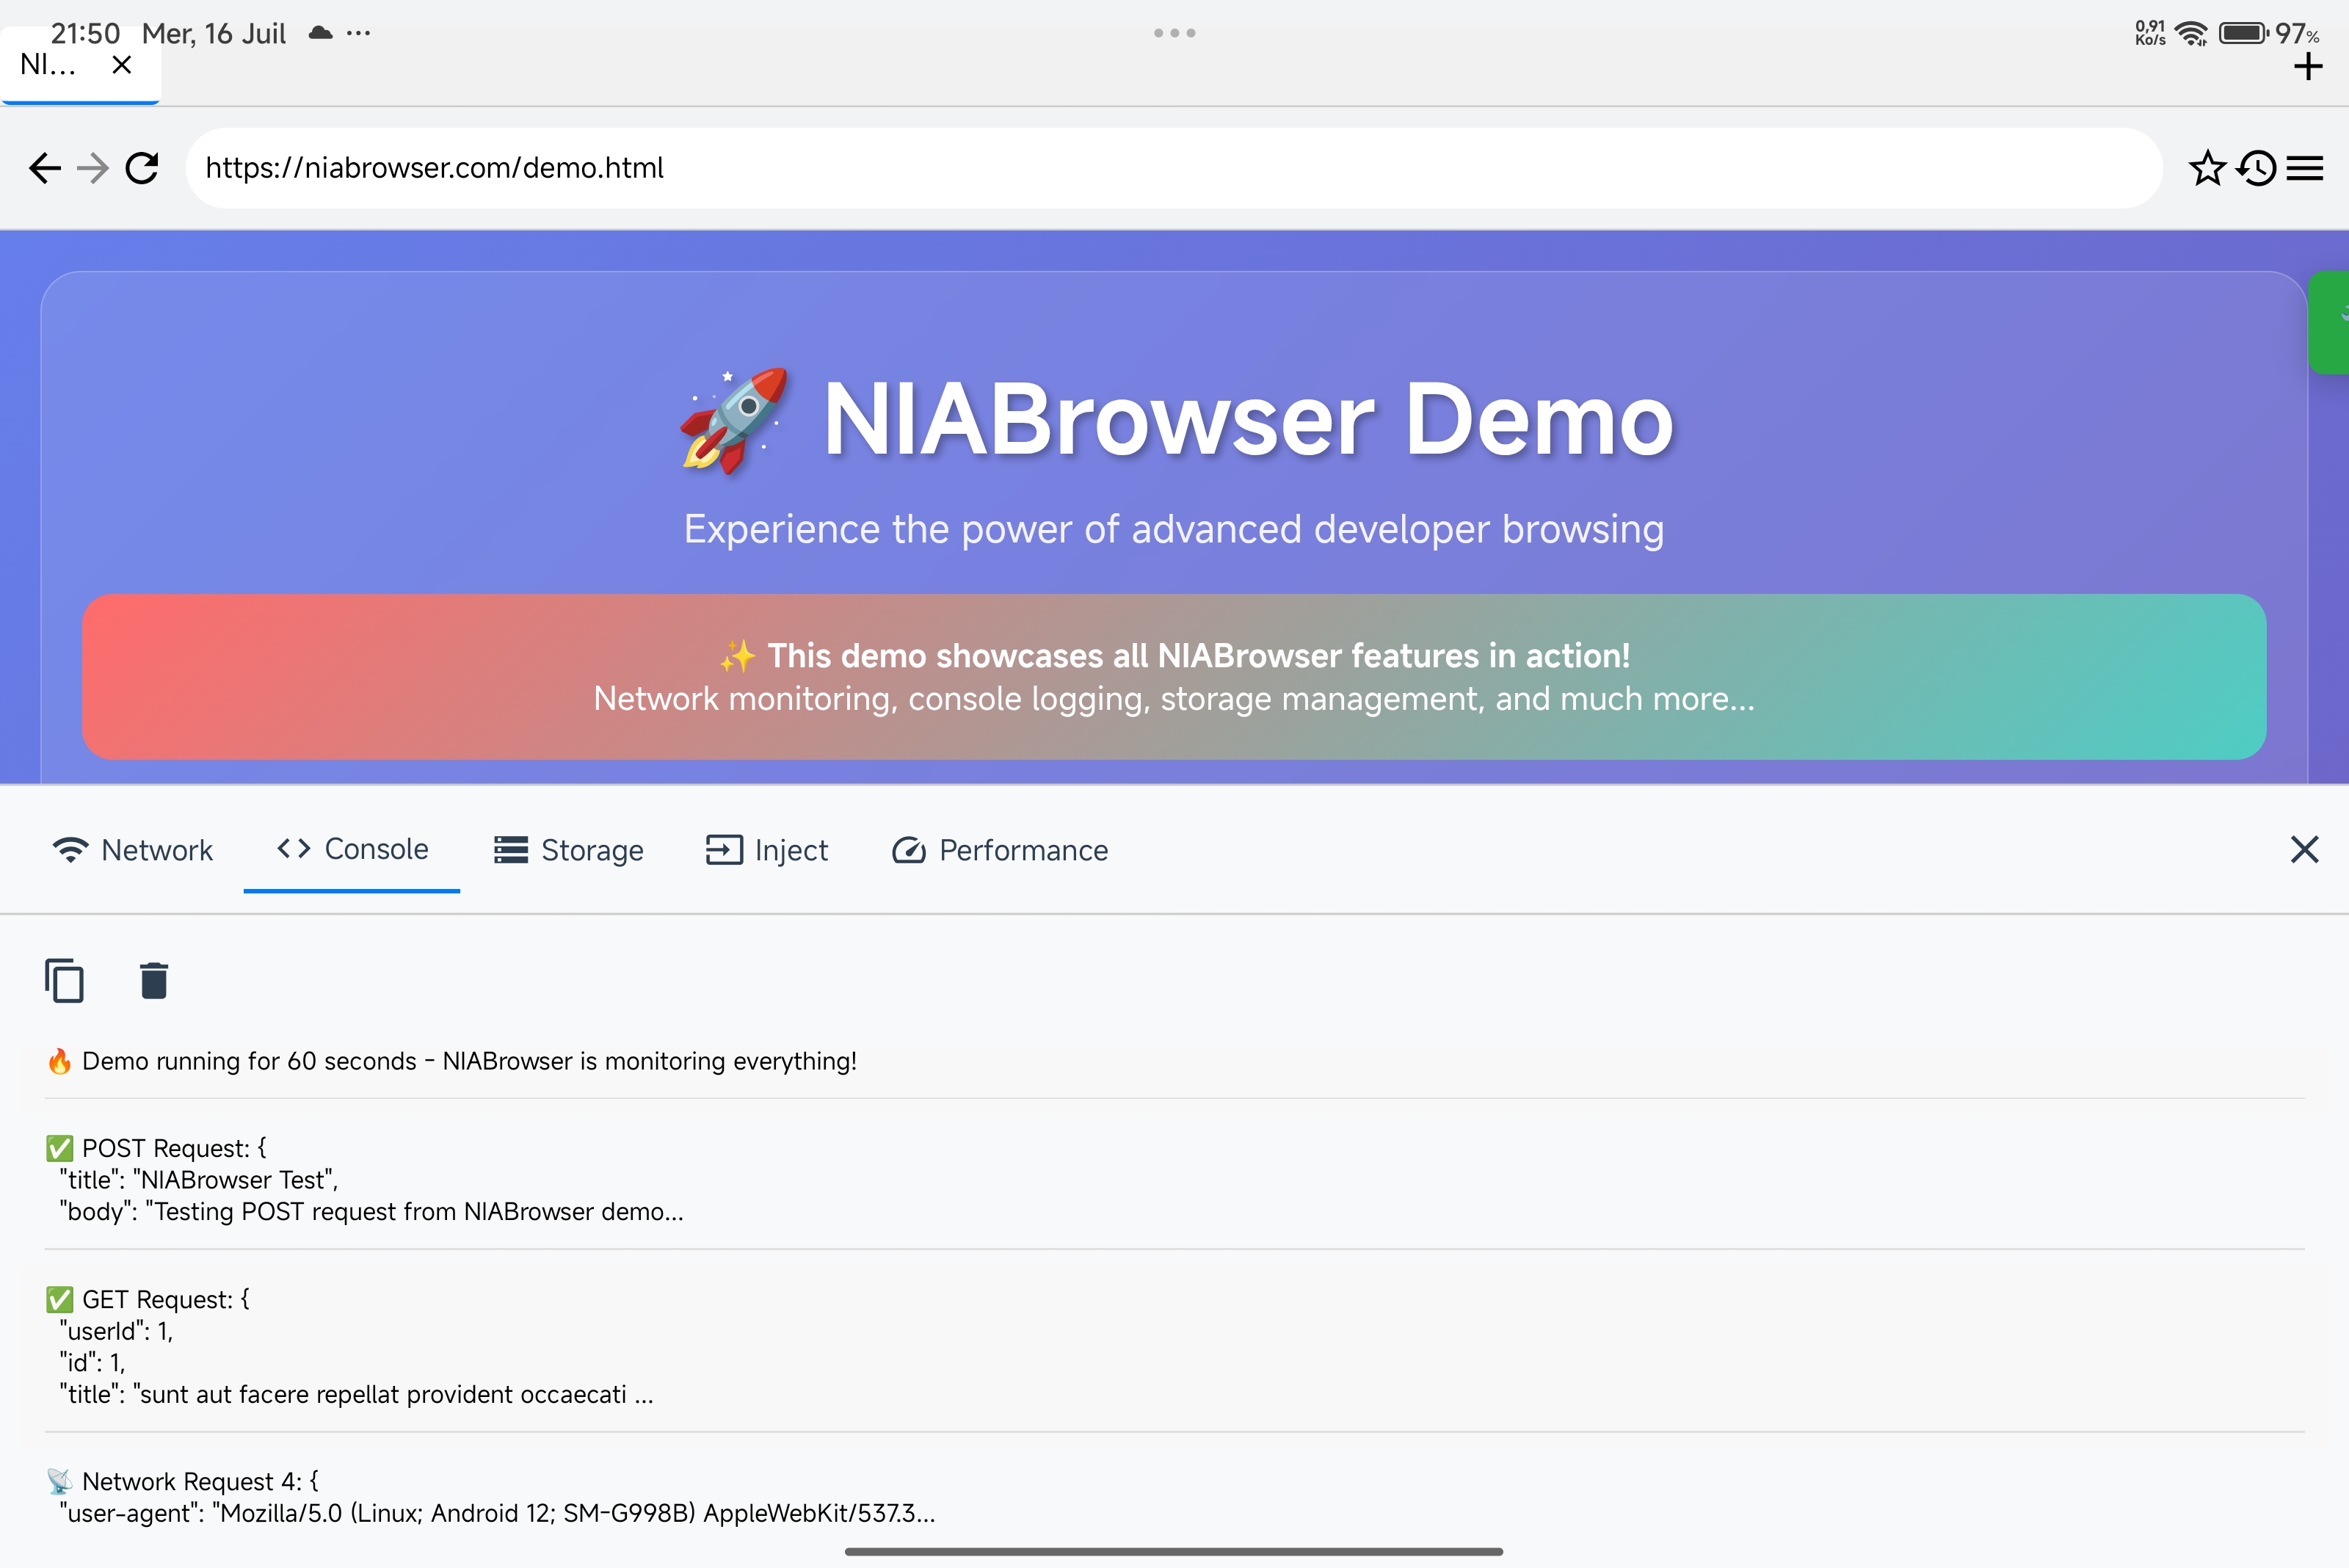 21:50 Mer, 16 Juil ...
0,91
Ko/s
97%
NI...
https://niabrowser.com/demo.html
🚀 NIABrowser Demo
Experience the power of advanced developer browsing
✨ This demo showcases all NIABrowser features in action!
Network monitoring, console logging, storage management, and much more...
Network Console Storage Inject Performance
🔥 Demo running for 60 seconds - NIABrowser is monitoring everything!
✅ POST Request: {
"title": "NIABrowser Test",
"body": "Testing POST request from NIABrowser demo...
✅ GET Request: {
"userId": 1,
"id": 1,
"title": "sunt aut facere repellat provident occaecati ...
📡 Network Request 4: {
"user-agent": "Mozilla/5.0 (Linux; Android 12; SM-G998B) AppleWebKit/537.3...